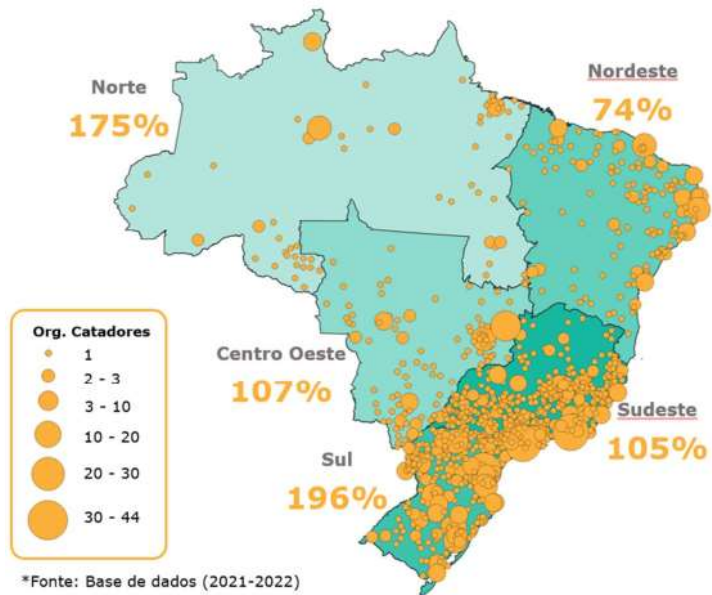 Norte
175%
Nordeste
74%
Centro Oeste
107%
Sudeste
105%
Sul
196%
Org. Catadores
1
2 - 3
3 - 10
10 - 20
20 - 30
30 - 44
*Fonte: Base de dados (2021-2022)